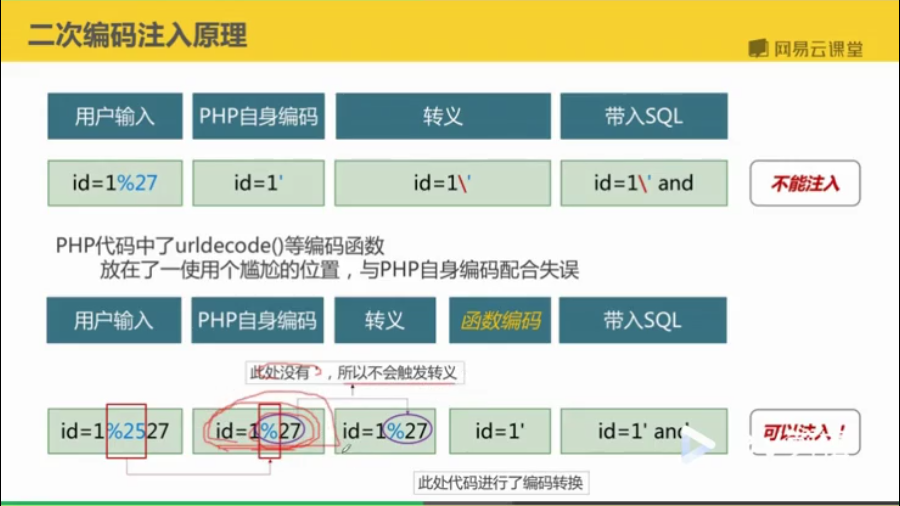 二次编码注入原理
网易云课堂
用户输入 PHP自身编码 转义 带入SQL
id=1%27 id=1' id=1\' id=1\' and 不能注入
PHP代码中了urldecode()等编码函数
放在了一使用个尴尬的位置，与PHP自身编码配合失误
用户输入 PHP自身编码 转义 函数编码 带入SQL
此处没有'，所以不会触发转义
id=1%2527 id=1%27 id=1%27 id=1' id=1' and 可以注入！
此处代码进行了编码转换